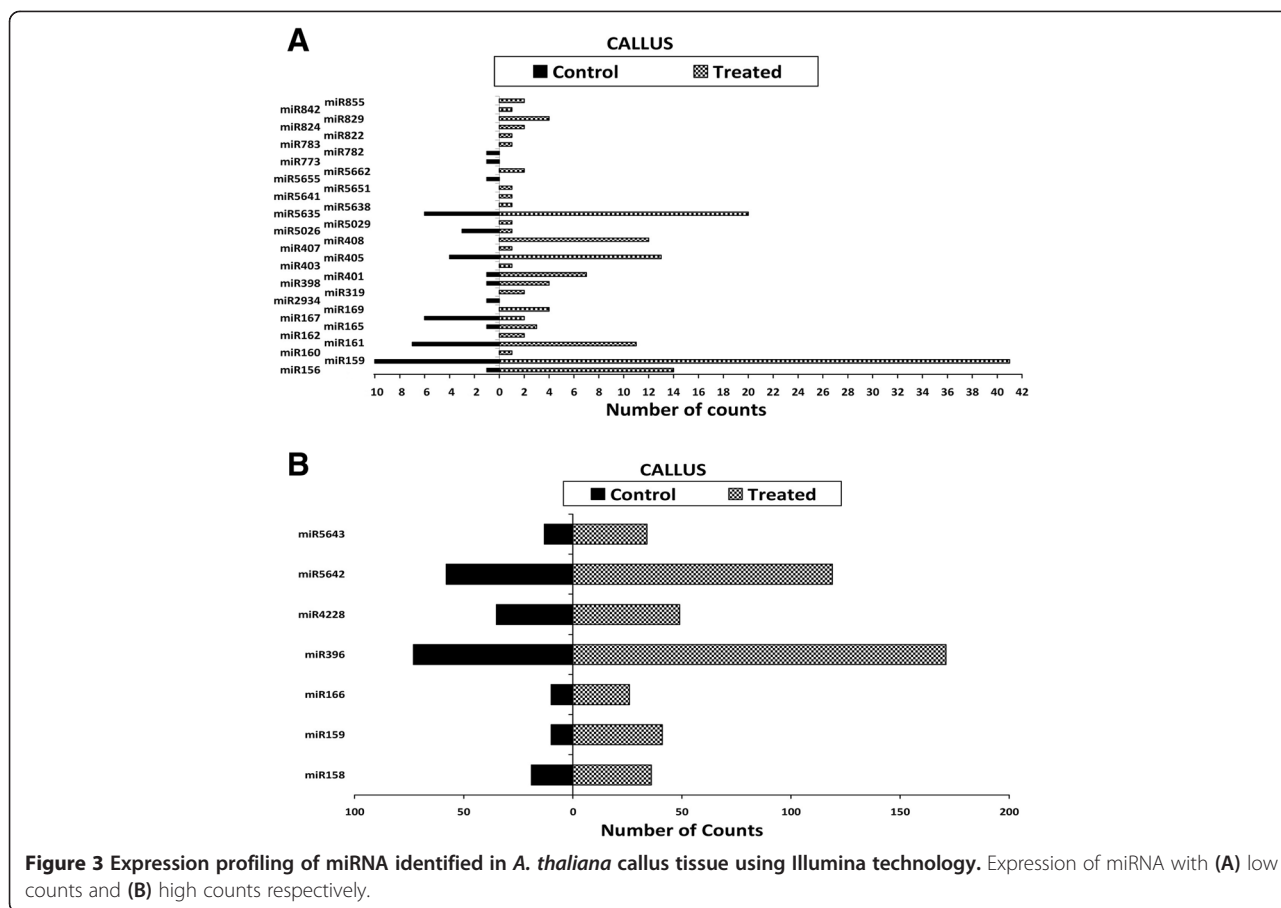 A
CALLUS
Control Treated
miR855
miR842
miR829
miR824
miR822
miR783
miR782
miR773
miR5662
miR5655
miR5651
miR5641
miR5638
miR5635
miR5029
miR5026
miR408
miR407
miR405
miR403
miR401
miR398
miR319
miR2934
miR169
miR167
miR165
miR162
miR161
miR160
miR159
miR156
10 8 6 4 2 0 2 4 6 8 10 12 14 16 18 20 22 24 26 28 30 32 34 36 38 40 42
Number of counts
B
CALLUS
Control Treated
miR5643
miR5642
miR4228
miR396
miR166
miR159
miR158
100 50 0 50 100 150 200
Number of Counts
Figure 3 Expression profiling of miRNA identified in A. thaliana callus tissue using Illumina technology. Expression of miRNA with (A) low
counts and (B) high counts respectively.